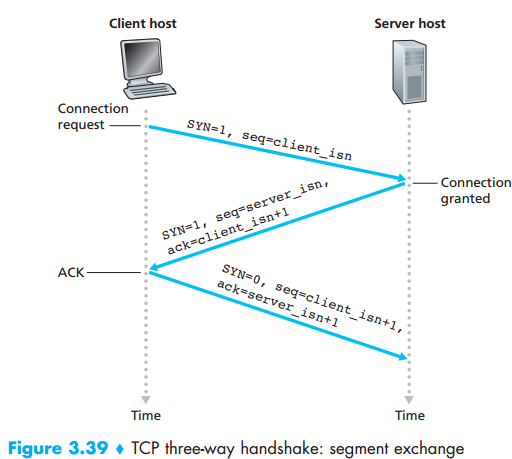 Client host
Server host
Connection
request
SYN=1, seq=client_isn
Connection
granted
SYN=1, seq=server_isn,
ack=client_isn+1
ACK
SYN=0, seq=client_isn+1,
ack=server_isn+1
Time
Time
Figure 3.39 ♦ TCP three-way handshake: segment exchange